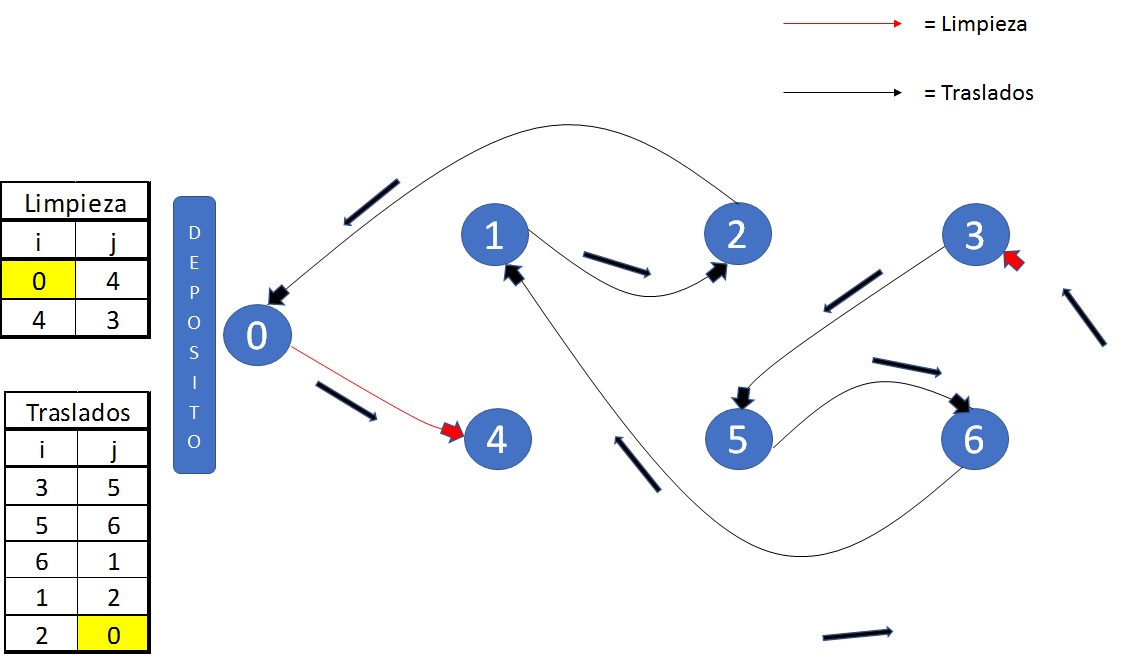 = Limpieza
= Traslados
Limpieza
i j
0 4
4 3
Traslados
i j
3 5
5 6
6 1
1 2
2 0
DEPOSITO
0
1
2
3
4
5
6